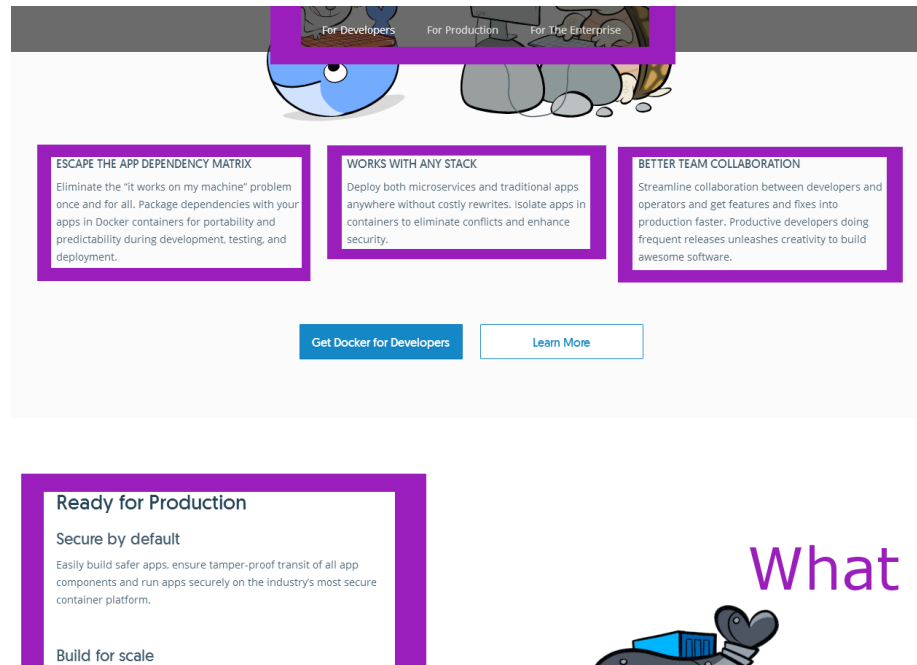 For Developers For Production For The Enterprise
ESCAPE THE APP DEPENDENCY MATRIX
Eliminate the “it works on my machine” problem
once and for all. Package dependencies with your
apps in Docker containers for portability and
predictability during development, testing, and
deployment.
WORKS WITH ANY STACK
Deploy both microservices and traditional apps
anywhere without costly rewrites. Isolate apps in
containers to eliminate conflicts and enhance
security.
BETTER TEAM COLLABORATION
Streamline collaboration between developers and
operators and get features and fixes into
production faster. Productive developers doing
frequent releases unleashes creativity to build
awesome software.
Get Docker for Developers
Learn More
Ready for Production
Secure by default
Easily build safer apps, ensure tamper-proof transit of all app
components and run apps securely on the industry's most secure
container platform.
What
Build for scale